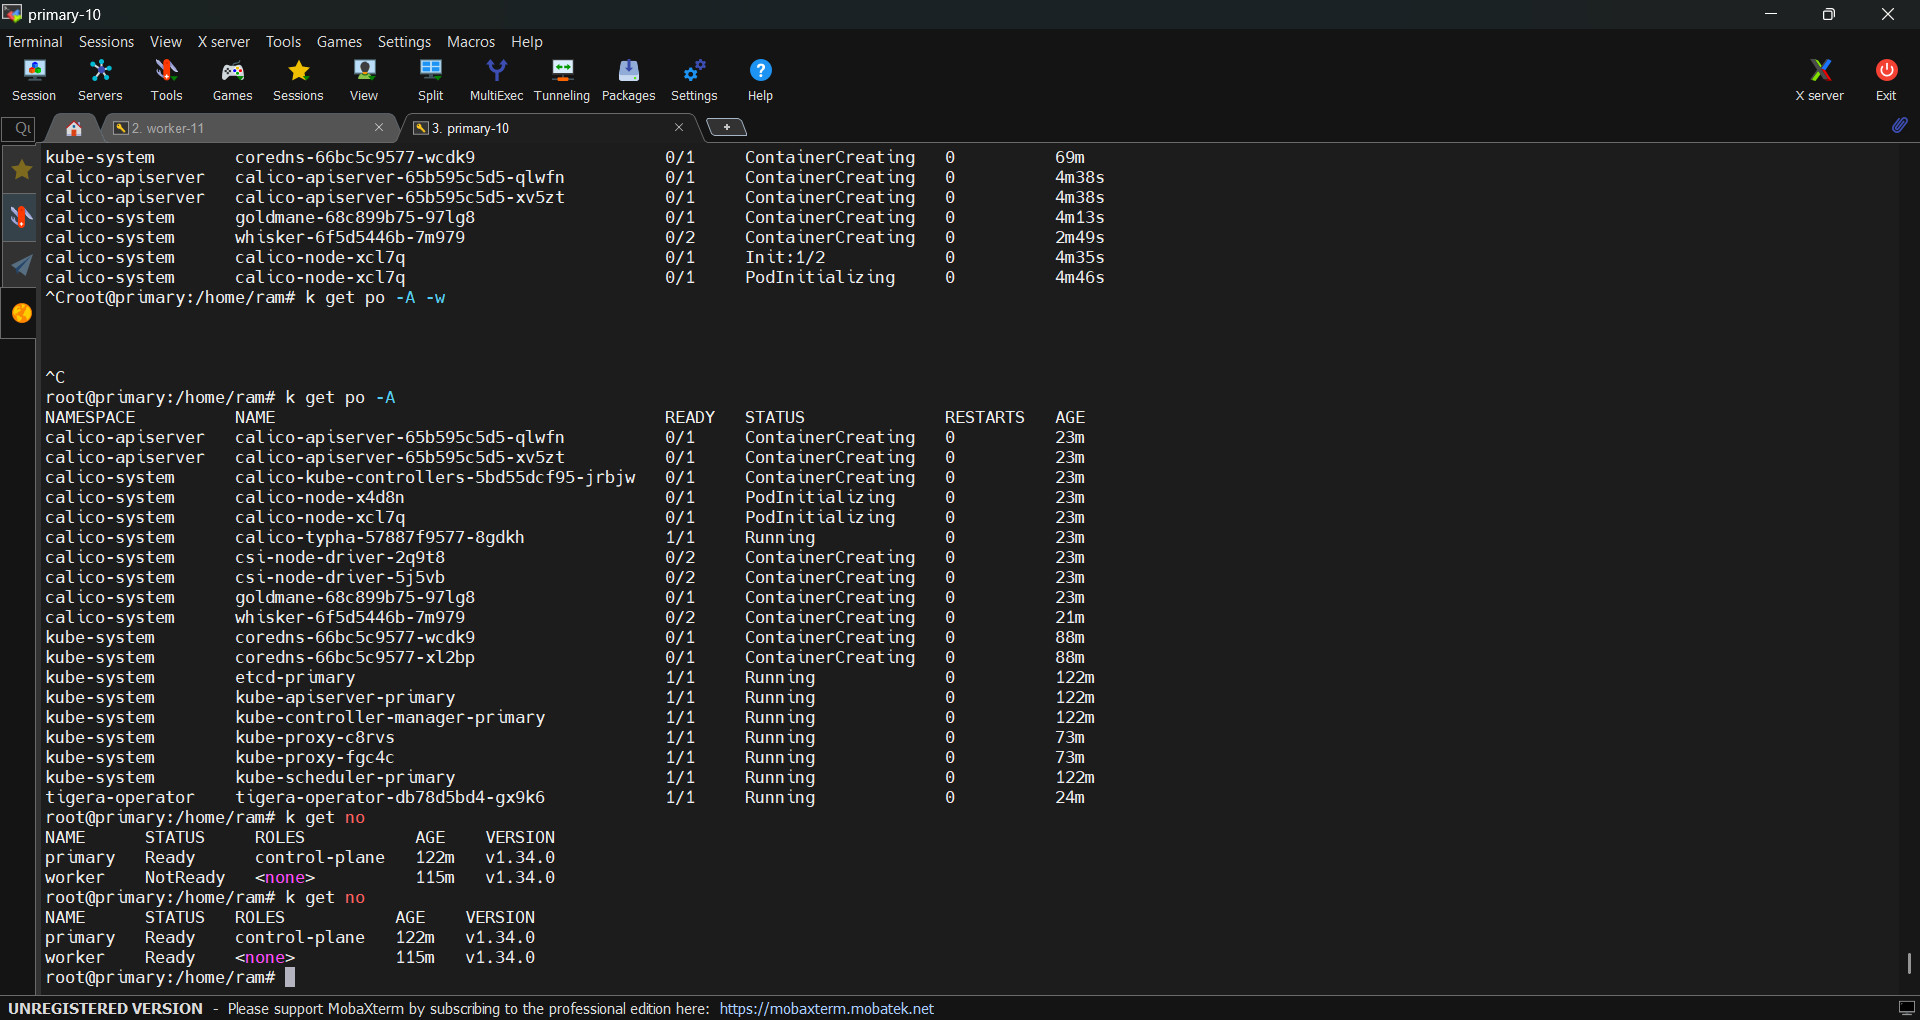 primary-10
Terminal Sessions View X server Tools Games Settings Macros Help
Session Servers Tools Games Sessions View Split MultiExec Tunneling Packages Settings Help X server Exit
2. worker-11 3. primary-10
kube-system coredns-66bc5c9577-wcdk9 0/1 ContainerCreating 0 69m
calico-apiserver calico-apiserver-65b595c5d5-qlwfn 0/1 ContainerCreating 0 4m38s
calico-apiserver calico-apiserver-65b595c5d5-xv5zt 0/1 ContainerCreating 0 4m38s
calico-system goldmane-68c899b75-97lg8 0/1 ContainerCreating 0 4m13s
calico-system whisker-6f5d5446b-7m979 0/2 ContainerCreating 0 2m49s
calico-system calico-node-xcl7q 0/1 Init:1/2 0 4m35s
calico-system calico-node-xcl7q 0/1 PodInitializing 0 4m46s
^Croot@primary:/home/ram# k get po -A -w
^C
root@primary:/home/ram# k get po -A
NAMESPACE NAME READY STATUS RESTARTS AGE
calico-apiserver calico-apiserver-65b595c5d5-qlwfn 0/1 ContainerCreating 0 23m
calico-apiserver calico-apiserver-65b595c5d5-xv5zt 0/1 ContainerCreating 0 23m
calico-system calico-kube-controllers-5bd55dcf95-jrbjw 0/1 ContainerCreating 0 23m
calico-system calico-node-x4d8n 0/1 PodInitializing 0 23m
calico-system calico-node-xcl7q 0/1 PodInitializing 0 23m
calico-system calico-typha-57887f9577-8gdkh 1/1 Running 0 23m
calico-system csi-node-driver-2q9t8 0/2 ContainerCreating 0 23m
calico-system csi-node-driver-5j5vb 0/2 ContainerCreating 0 23m
calico-system goldmane-68c899b75-97lg8 0/1 ContainerCreating 0 23m
calico-system whisker-6f5d5446b-7m979 0/2 ContainerCreating 0 21m
kube-system coredns-66bc5c9577-wcdk9 0/1 ContainerCreating 0 88m
kube-system coredns-66bc5c9577-xl2bp 0/1 ContainerCreating 0 88m
kube-system etcd-primary 1/1 Running 0 122m
kube-system kube-apiserver-primary 1/1 Running 0 122m
kube-system kube-controller-manager-primary 1/1 Running 0 122m
kube-system kube-proxy-c8rvs 1/1 Running 0 73m
kube-system kube-proxy-fgc4c 1/1 Running 0 73m
kube-system kube-scheduler-primary 1/1 Running 0 122m
tigera-operator tigera-operator-db78d5bd4-gx9k6 1/1 Running 0 24m
root@primary:/home/ram# k get no
NAME STATUS ROLES AGE VERSION
primary Ready control-plane 122m v1.34.0
worker NotReady <none> 115m v1.34.0
root@primary:/home/ram# k get no
NAME STATUS ROLES AGE VERSION
primary Ready control-plane 122m v1.34.0
worker Ready <none> 115m v1.34.0
root@primary:/home/ram#
UNREGISTERED VERSION - Please support MobaXterm by subscribing to the professional edition here: https://mobaxterm.mobatek.net